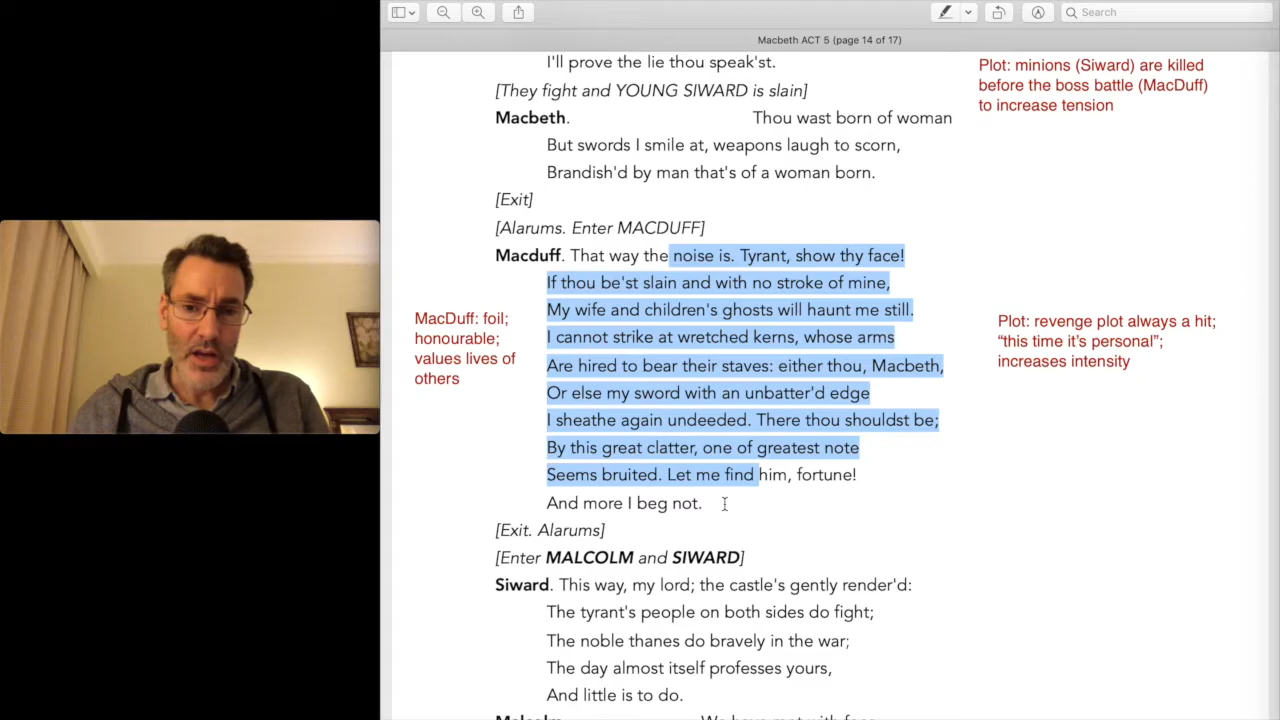 Search
Macbeth ACT 5 (page 14 of 17)
I'll prove the lie thou speak'st.
[They fight and YOUNG SIWARD is slain]
Macbeth. Thou wast born of woman
But swords I smile at, weapons laugh to scorn,
Brandish'd by man that's of a woman born.
[Exit]
[Alarums. Enter MACDUFF]
Macduff. That way the noise is. Tyrant, show thy face!
If thou be'st slain and with no stroke of mine,
My wife and children's ghosts will haunt me still.
I cannot strike at wretched kerns, whose arms
Are hired to bear their staves: either thou, Macbeth,
Or else my sword with an unbatter'd edge
I sheathe again undeeded. There thou shouldst be;
By this great clatter, one of greatest note
Seems bruited. Let me find him, fortune!
And more I beg not.
[Exit. Alarums]
[Enter MALCOLM and SIWARD]
Siward. This way, my lord; the castle's gently render'd:
The tyrant's people on both sides do fight;
The noble thanes do bravely in the war;
The day almost itself professes yours,
And little is to do.
Plot: minions (Siward) are killed
before the boss battle (MacDuff)
to increase tension
MacDuff: foil;
honourable;
values lives of
others
Plot: revenge plot always a hit;
“this time it’s personal”;
increases intensity